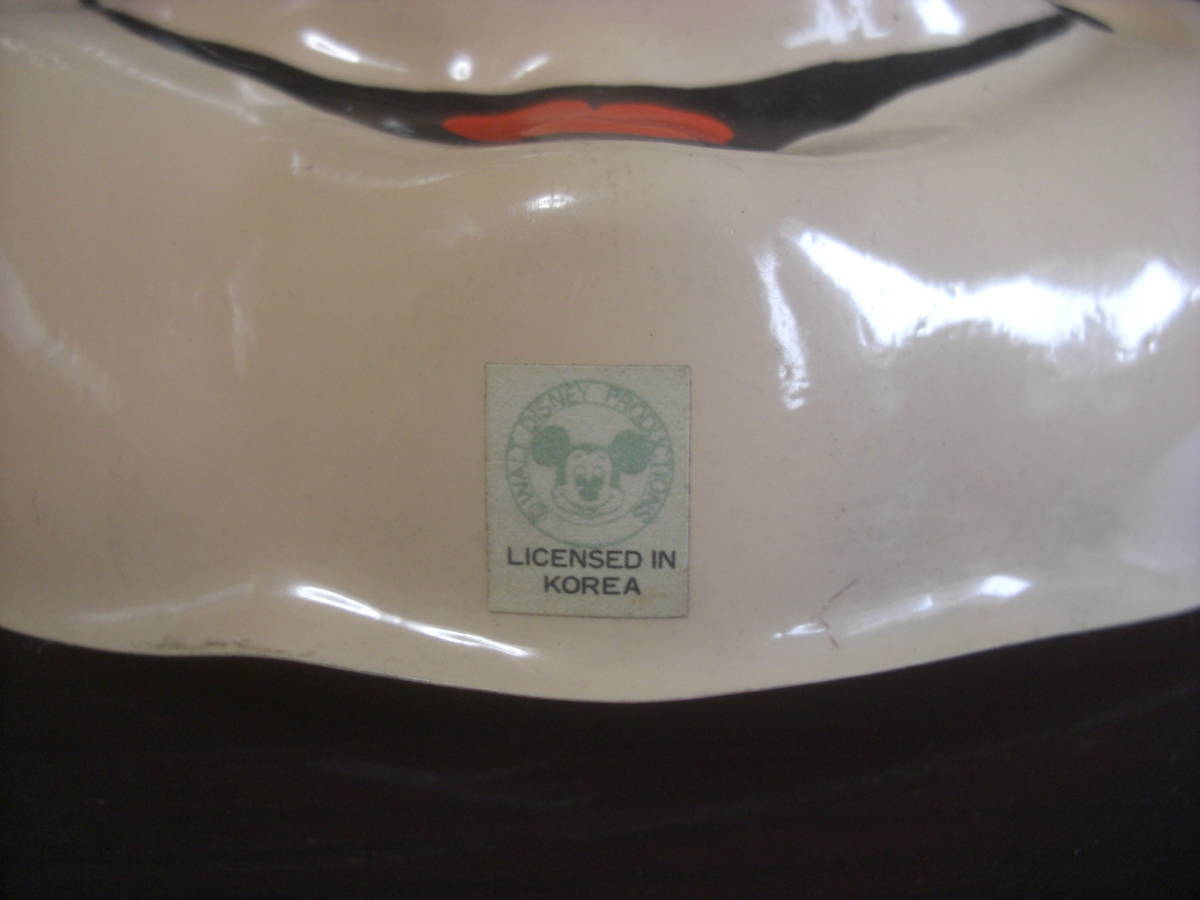 © WALT DISNEY PRODUCTIONS
LICENSED IN
KOREA